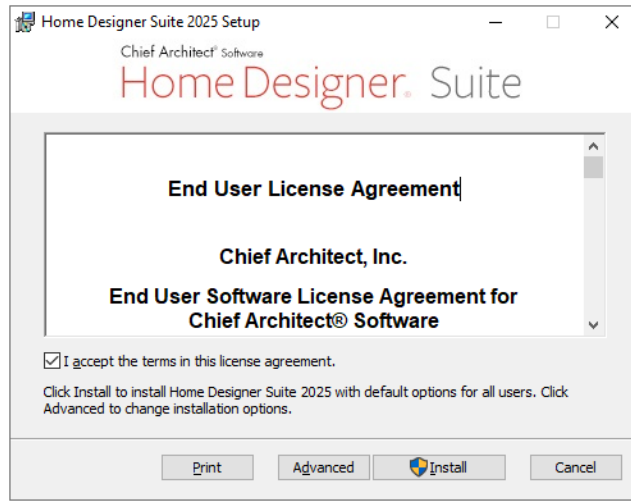 Home Designer Suite 2025 Setup
Chief Architect® Software
Home Designer® Suite
End User License Agreement
Chief Architect, Inc.
End User Software License Agreement for
Chief Architect® Software
I accept the terms in this license agreement.
Click Install to install Home Designer Suite 2025 with default options for all users. Click
Advanced to change installation options.
Print
Advanced
Install
Cancel